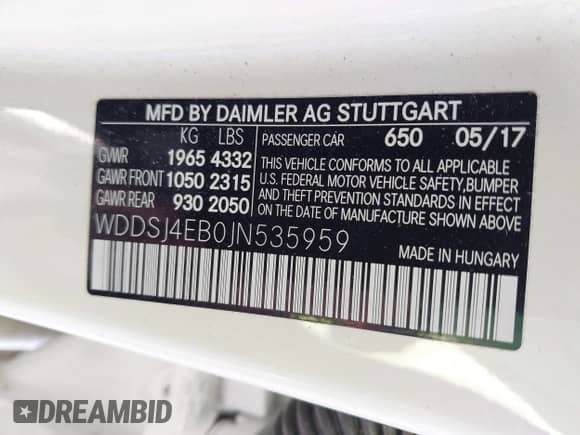 MFD BY DAIMLER AG STUTTGART
KG LBS PASSENGER CAR 650 05/17
GVWR 1965 4332
GAWR FRONT 1050 2315
GAWR REAR 930 2050
THIS VEHICLE CONFORMS TO ALL APPLICABLE
U.S. FEDERAL MOTOR VEHICLE SAFETY,BUMPER
AND THEFT PREVENTION STANDARDS IN EFFECT
ON THE DATE OF MANUFACTURE SHOWN ABOVE
WDDSJ4EB0JN535959
MADE IN HUNGARY
DREAMBID